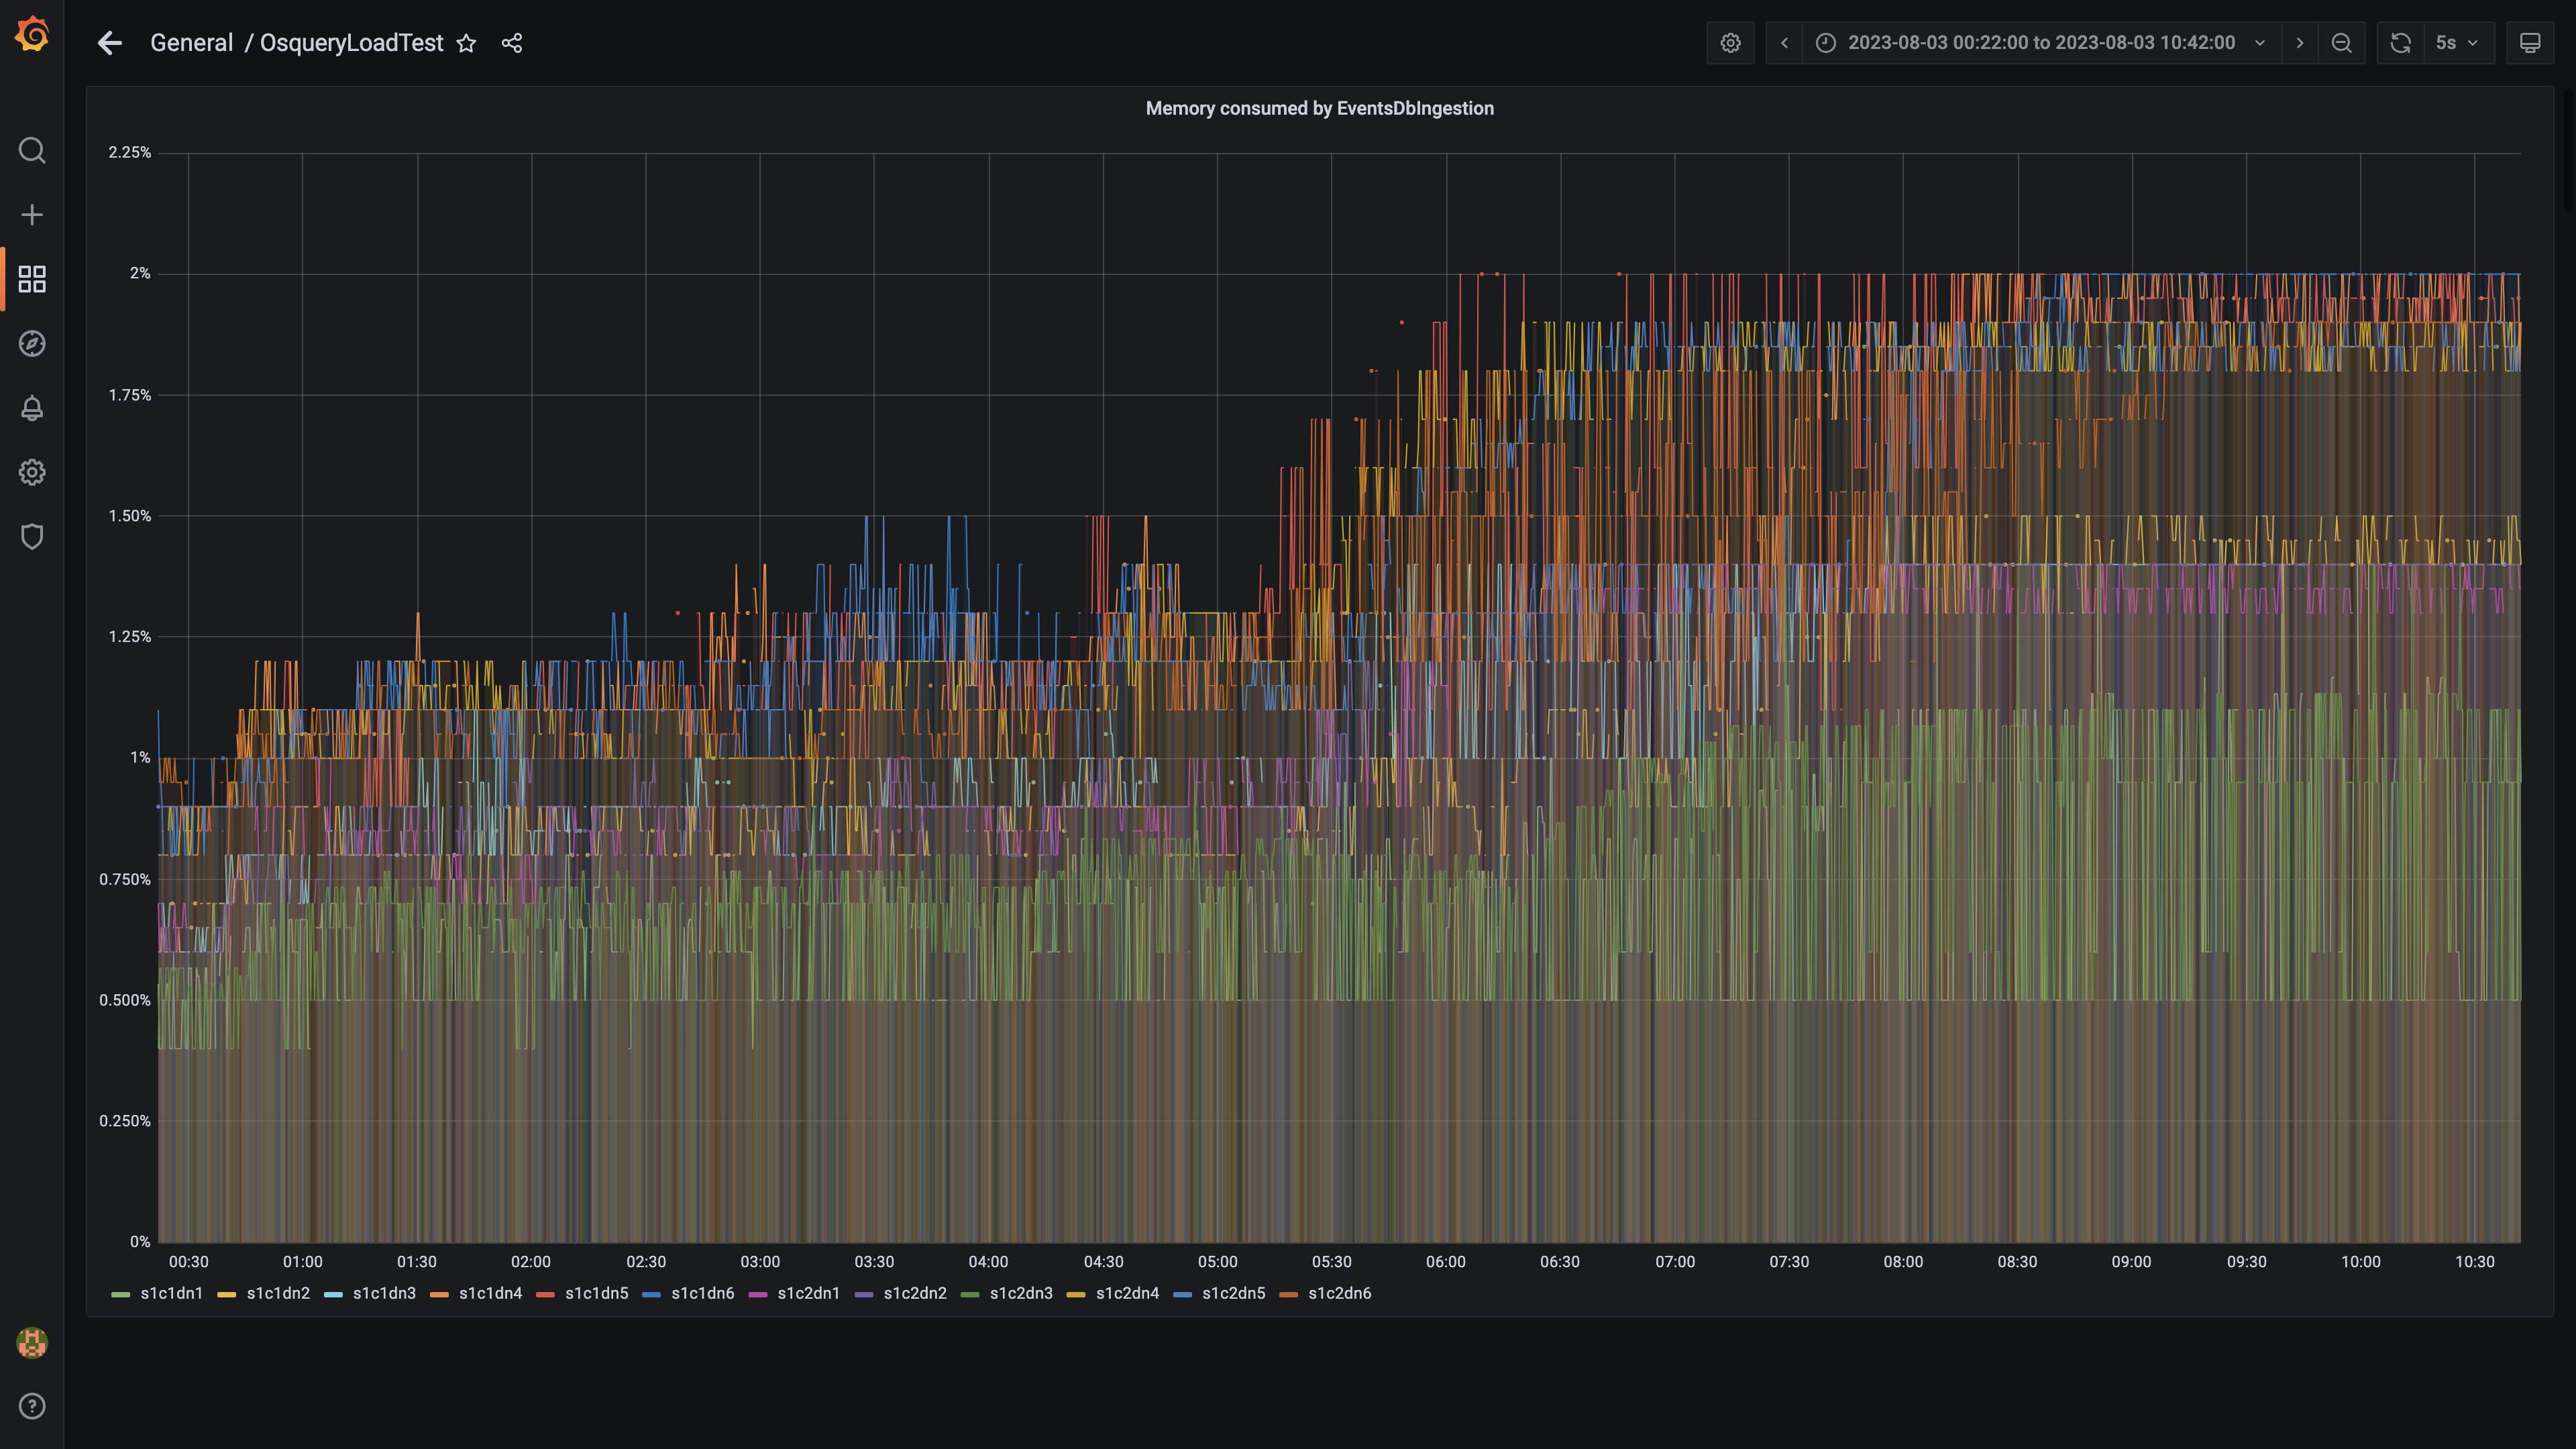 General / OsqueryLoadTest
2023-08-03 00:22:00 to 2023-08-03 10:42:00
5s
Memory consumed by EventsDbIngestion
2.25%
2%
1.75%
1.50%
1.25%
1%
0.750%
0.500%
0.250%
0%
00:30 01:00 01:30 02:00 02:30 03:00 03:30 04:00 04:30 05:00 05:30 06:00 06:30 07:00 07:30 08:00 08:30 09:00 09:30 10:00 10:30
s1c1dn1 s1c1dn2 s1c1dn3 s1c1dn4 s1c1dn5 s1c1dn6 s1c2dn1 s1c2dn2 s1c2dn3 s1c2dn4 s1c2dn5 s1c2dn6